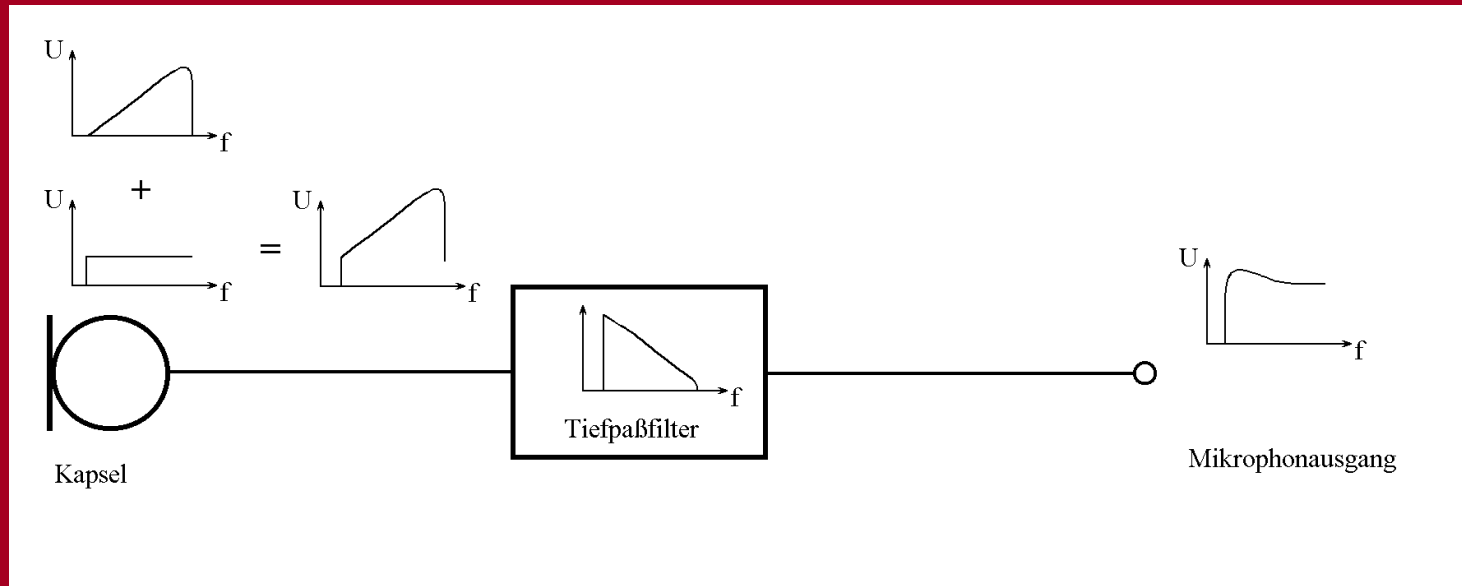 U
f
+
U
f
=
U
f
f
Tiefpaßfilter
U
f
Kapsel
Mikrophonausgang